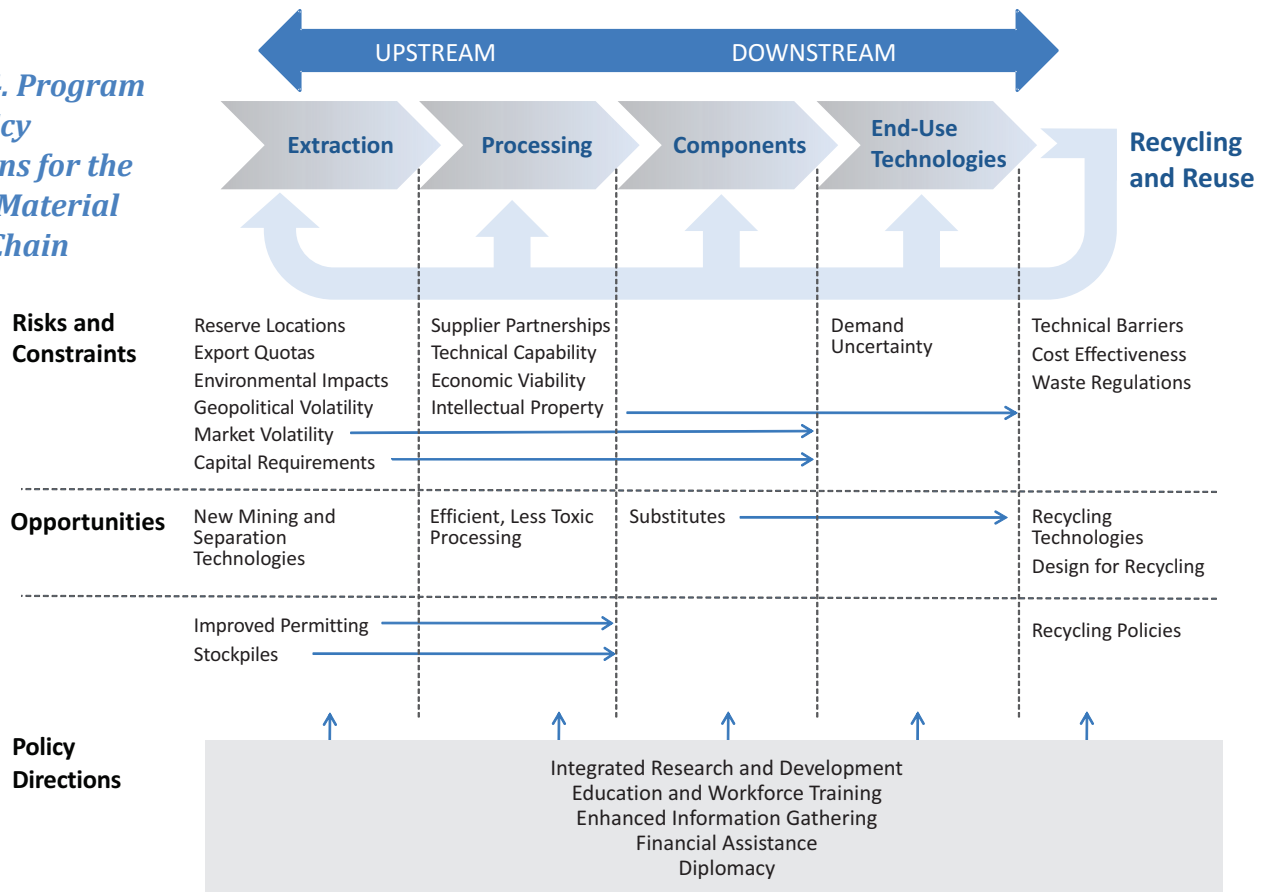 UPSTREAM
DOWNSTREAM
. Program
cy
ns for the
Material
Chain
Extraction
Processing
Components
End-Use
Technologies
Recycling
and Reuse
Risks and
Constraints
Reserve Locations
Export Quotas
Environmental Impacts
Geopolitical Volatility
Market Volatility
Capital Requirements
Supplier Partnerships
Technical Capability
Economic Viability
Intellectual Property
Demand
Uncertainty
Technical Barriers
Cost Effectiveness
Waste Regulations
Opportunities
New Mining and
Separation
Technologies
Efficient, Less Toxic
Processing
Substitutes
Recycling
Technologies
Design for Recycling
Improved Permitting
Stockpiles
Recycling Policies
Policy
Directions
Integrated Research and Development
Education and Workforce Training
Enhanced Information Gathering
Financial Assistance
Diplomacy